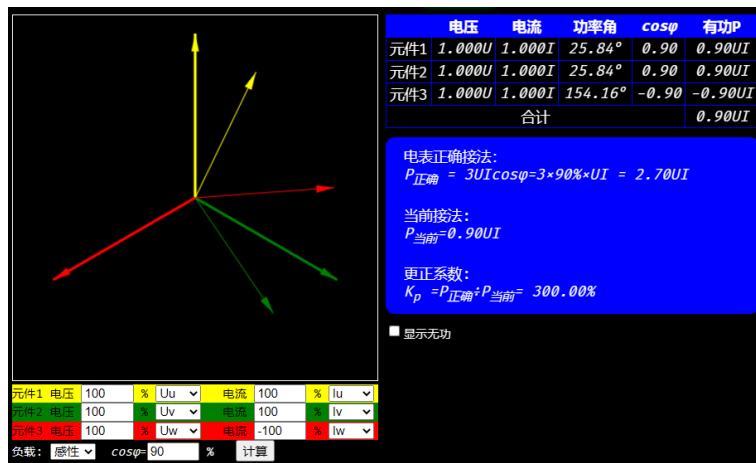 电压 电流 功率角 cosφ 有功P
元件1 1.000U 1.000I 25.84° 0.90 0.90UI
元件2 1.000U 1.000I 25.84° 0.90 0.90UI
元件3 1.000U 1.000I 154.16° -0.90 -0.90UI
合计 0.90UI
电表正确接法:
P正确 = 3UIcosφ=3×90%×UI = 2.70UI
当前接法:
P当前=0.90UI
更正系数:
Kp =P正确÷P当前= 300.00%
显示无功
元件1 电压 100 % Uu 电流 100 % Iu
元件2 电压 100 % Uv 电流 100 % Iv
元件3 电压 100 % Uw 电流 -100 % Iw
负载: 感性 cosφ= 90 % 计算